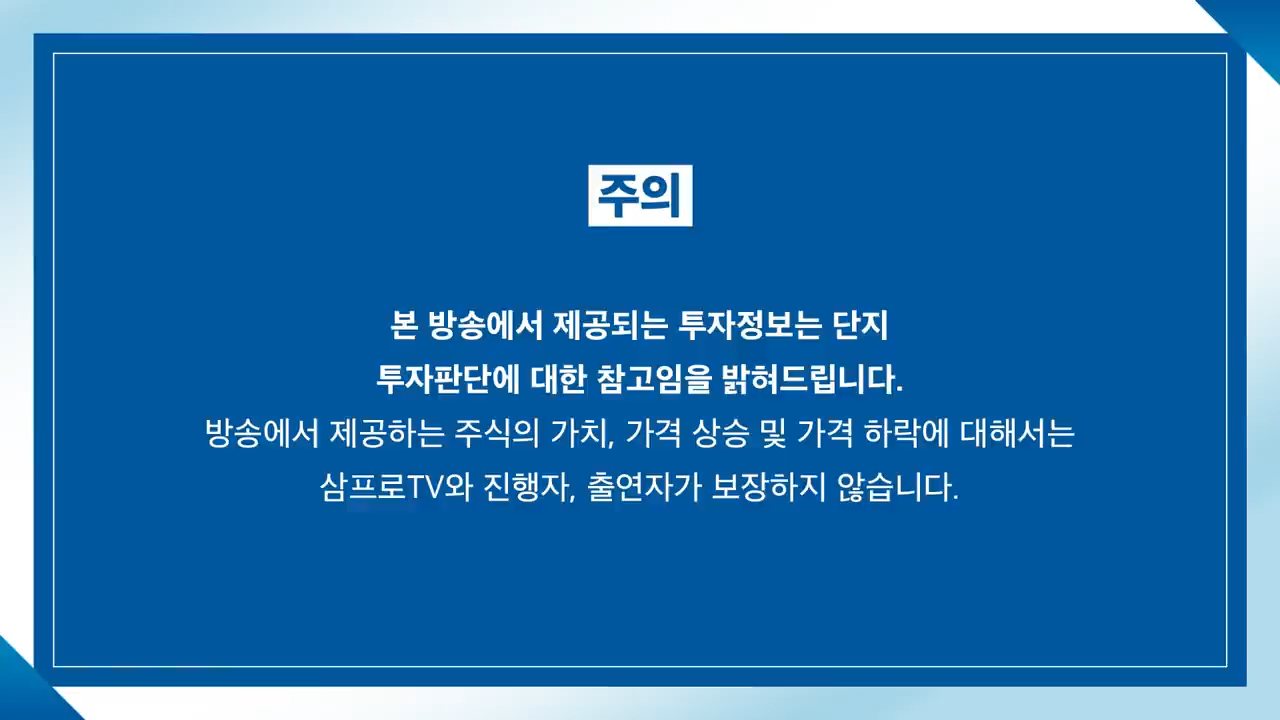 주의
본 방송에서 제공되는 투자정보는 단지
투자판단에 대한 참고임을 밝혀드립니다.
방송에서 제공하는 주식의 가치, 가격 상승 및 가격 하락에 대해서는
삼프로TV와 진행자, 출연자가 보장하지 않습니다.